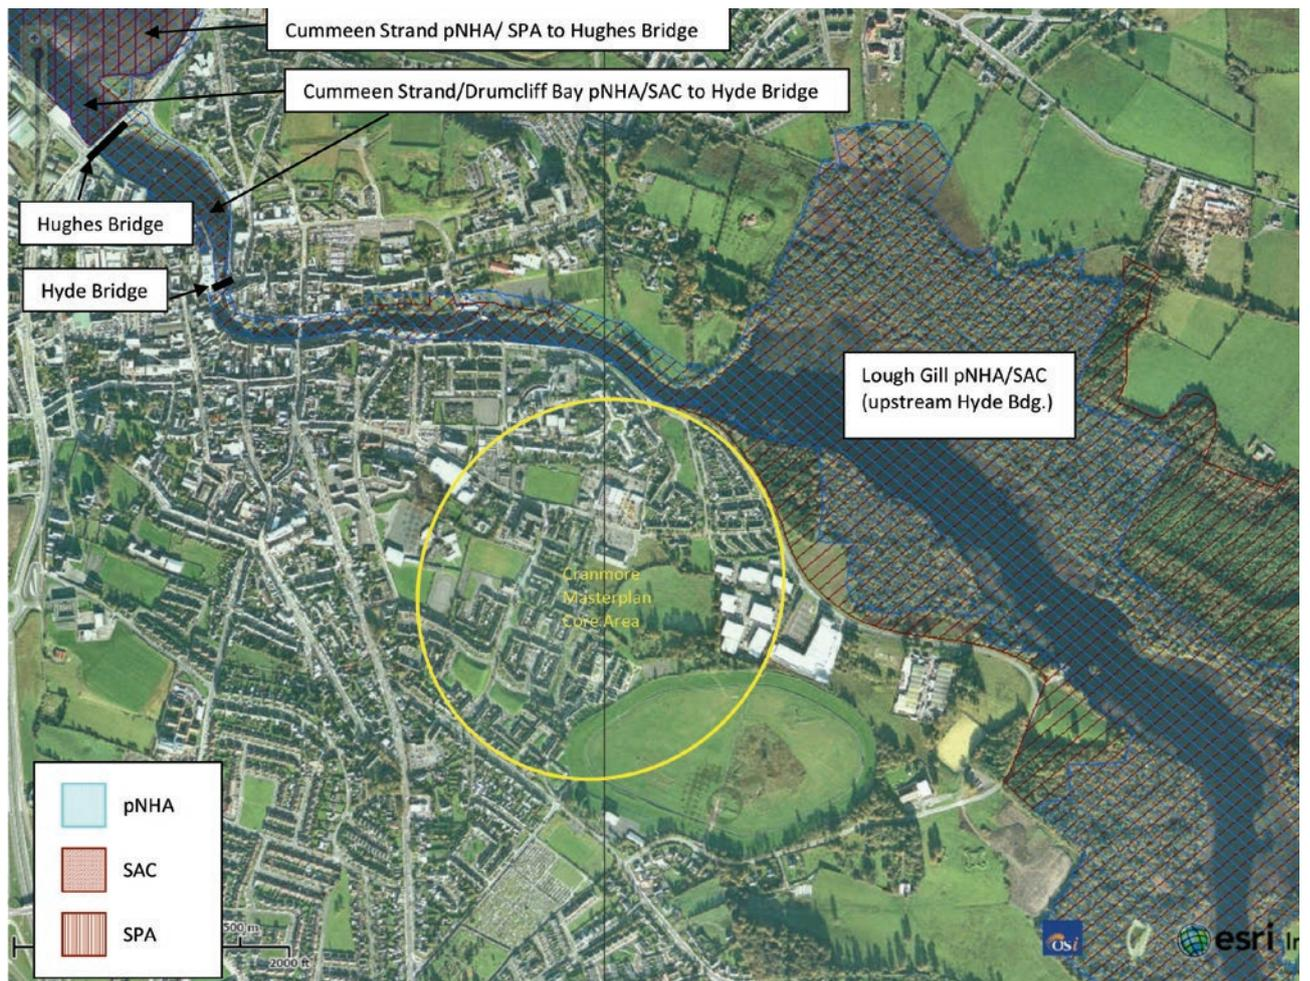 Cummeen Strand pNHA/ SPA to Hughes Bridge
Cummeen Strand/Drumcliff Bay pNHA/SAC to Hyde Bridge
Hughes Bridge
Hyde Bridge
Lough Gill pNHA/SAC
(upstream Hyde Bdg.)
Cranmore
Masterplan
Core Area
pNHA
SAC
SPA
500 m
2000 ft
osi
esri Ir